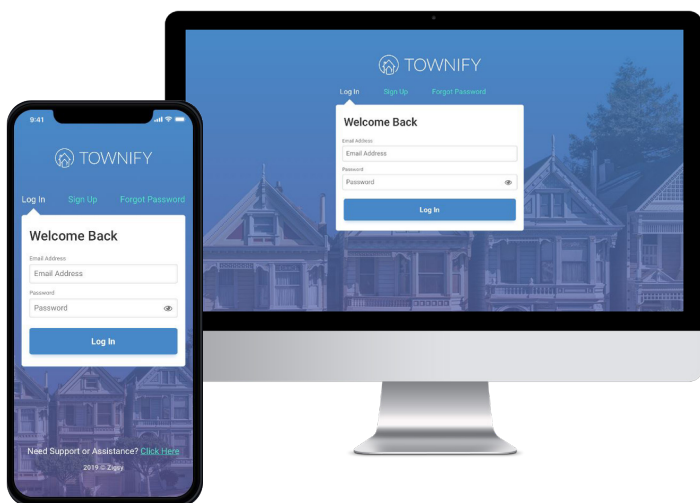 TOWNIFY
Log In Sign Up Forgot Password
Welcome Back
Email Address
Email Address
Password
Password
Log In
9:41
TOWNIFY
Log In Sign Up Forgot Password
Welcome Back
Email Address
Email Address
Password
Password
Log In
Need Support or Assistance? Click Here
2019 © Zigsy